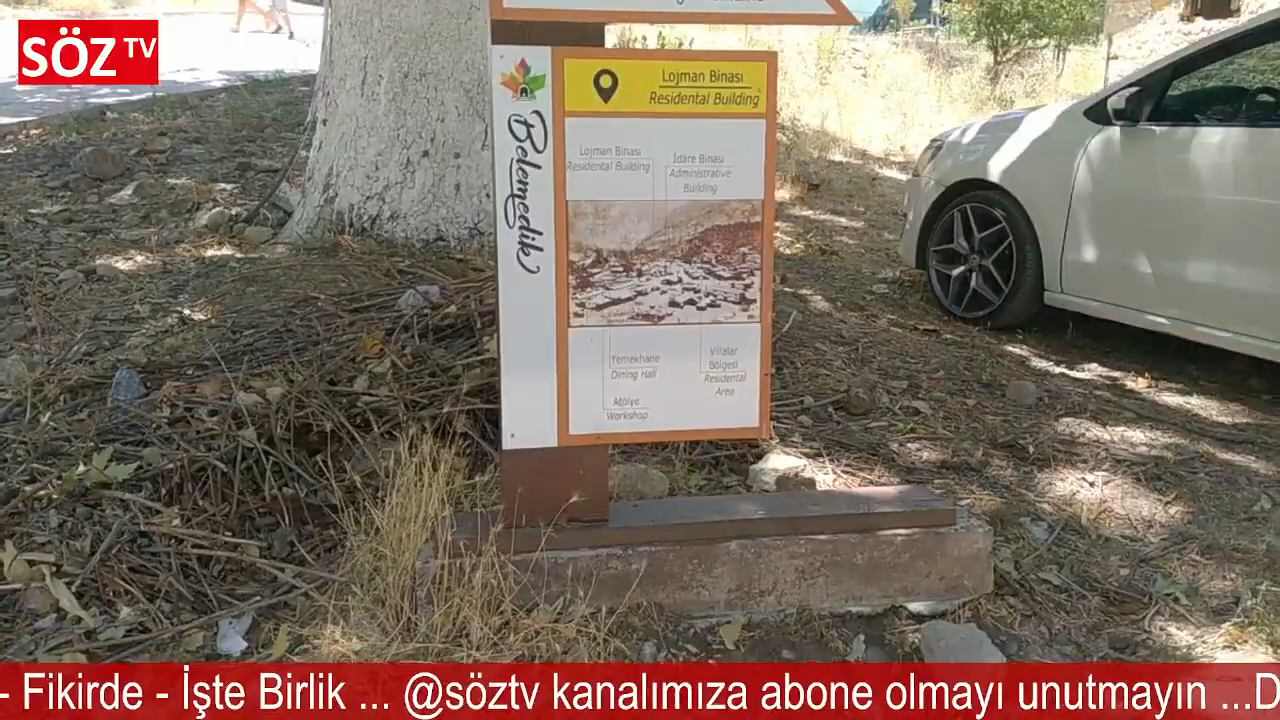 SÖZ TV
Belemedik
Lojman Binası
Residental Building
Lojman Binası
Residental Building
İdare Binası
Administrative
Building
Yemekhane
Dining Hall
Atölye
Workshop
Villalar
Bölgesi
Residental
Area
- Fikirde - İşte Birlik ... @söztv kanalımıza abone olmayı unutmayın ...D